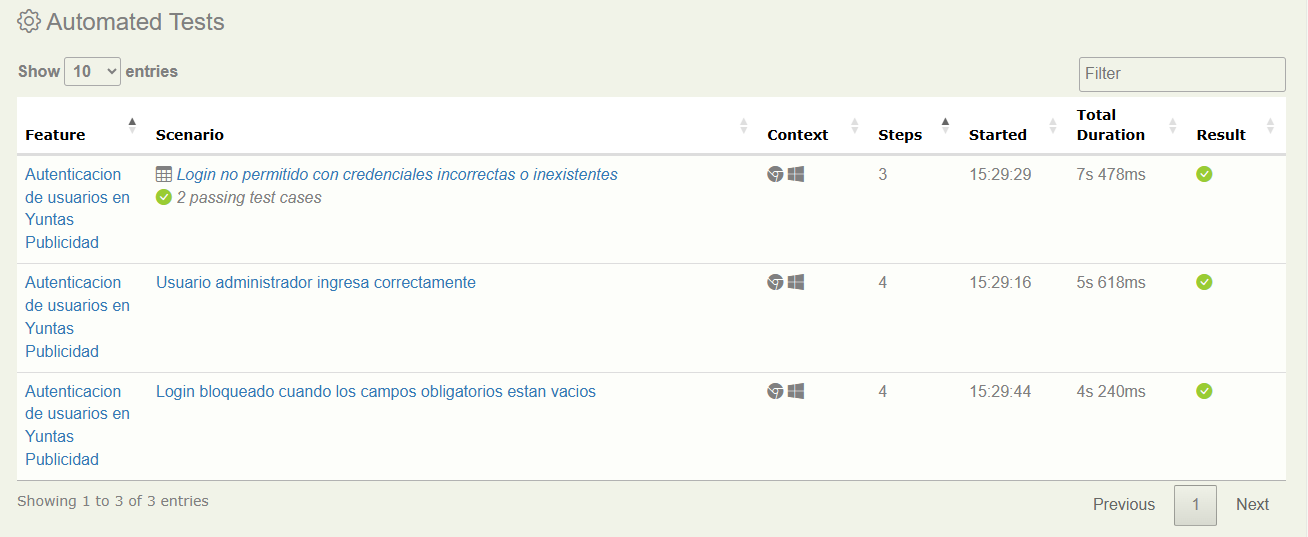 Automated Tests
Show 10 entries
Filter
Feature Scenario Context Steps Started Total Duration Result
Autenticacion de usuarios en Yuntas Publicidad
Login no permitido con credenciales incorrectas o inexistentes
2 passing test cases
3 15:29:29 7s 478ms
Autenticacion de usuarios en Yuntas Publicidad
Usuario administrador ingresa correctamente
4 15:29:16 5s 618ms
Autenticacion de usuarios en Yuntas Publicidad
Login bloqueado cuando los campos obligatorios estan vacios
4 15:29:44 4s 240ms
Showing 1 to 3 of 3 entries
Previous 1 Next